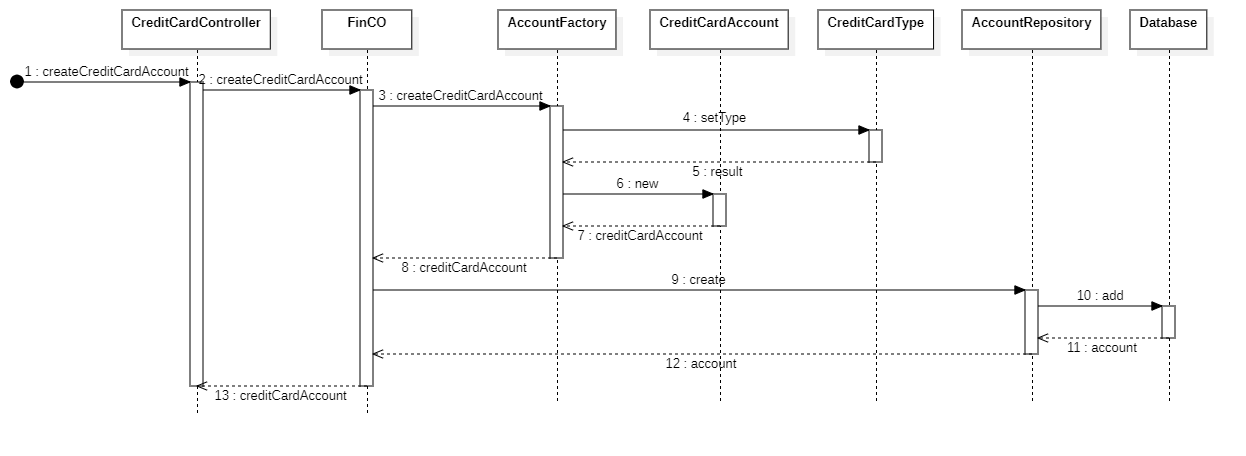 CreditCardController
FinCO
AccountFactory
CreditCardAccount
CreditCardType
AccountRepository
Database
1 : createCreditCardAccount
2 : createCreditCardAccount
3 : createCreditCardAccount
4 : setType
5 : result
6 : new
7 : creditCardAccount
8 : creditCardAccount
9 : create
10 : add
11 : account
12 : account
13 : creditCardAccount